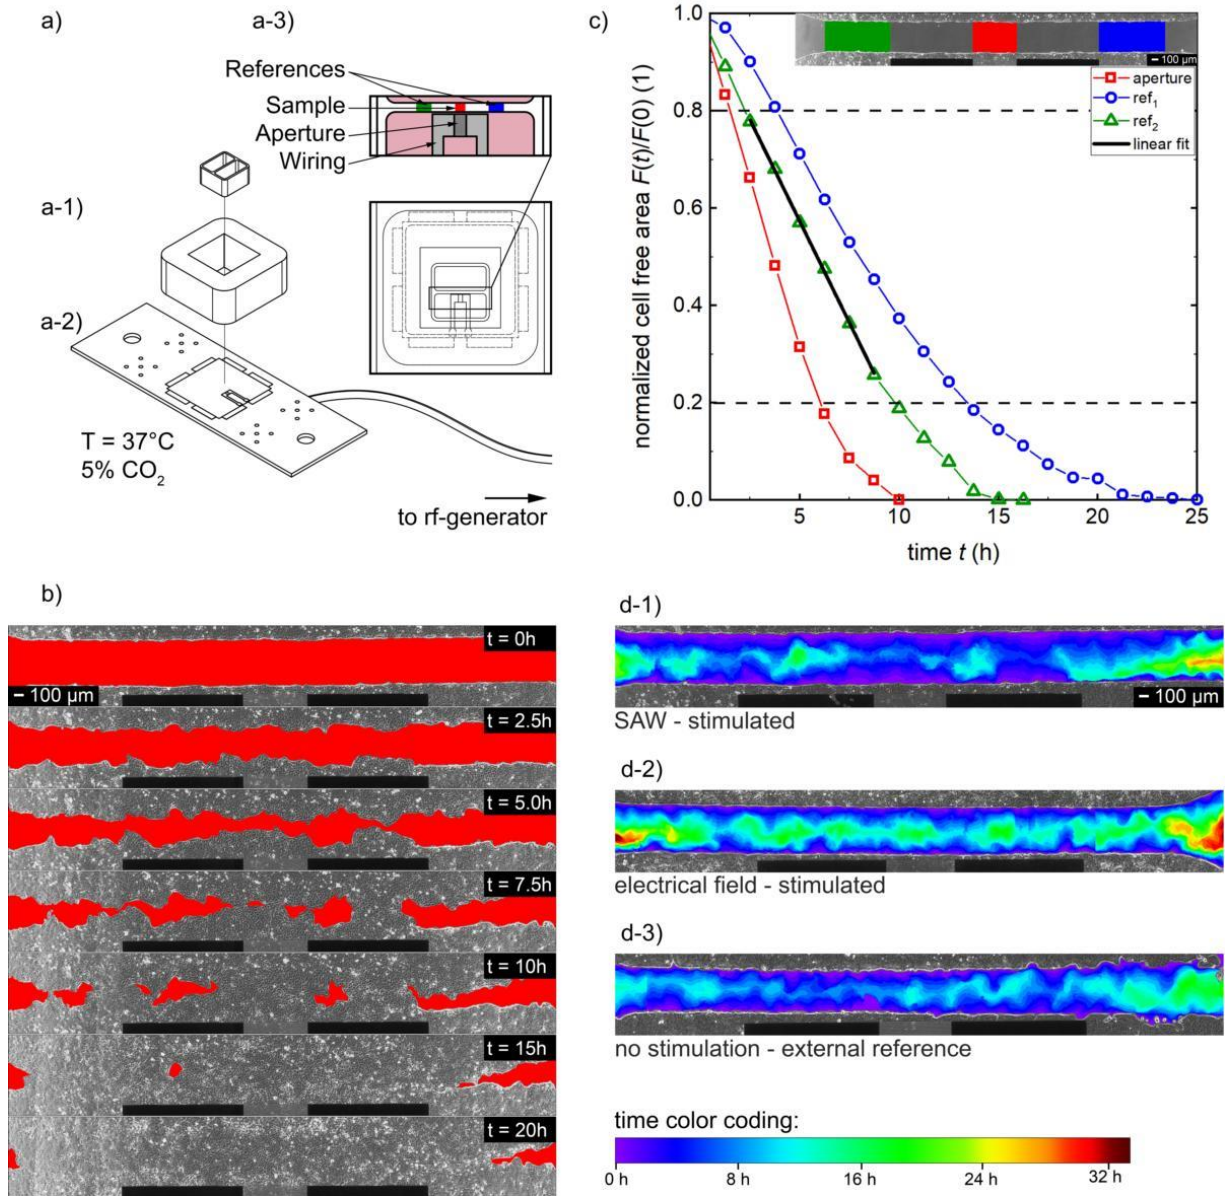 a)
a-3)
References
Sample
Aperture
Wiring
a-1)
a-2)
T = 37°C
5% CO₂
to rf-generator
c)
normalized cell free area F(t)/F(0) (1)
1.0
0.8
0.6
0.4
0.2
0.0
100 µm
aperture
ref₁
ref₂
linear fit
5
10
15
20
25
time t (h)
b)
t = 0h
100 µm
t = 2.5h
t = 5.0h
t = 7.5h
t = 10h
t = 15h
t = 20h
d-1)
100 µm
SAW - stimulated
d-2)
electrical field - stimulated
d-3)
no stimulation - external reference
time color coding:
0 h
8 h
16 h
24 h
32 h